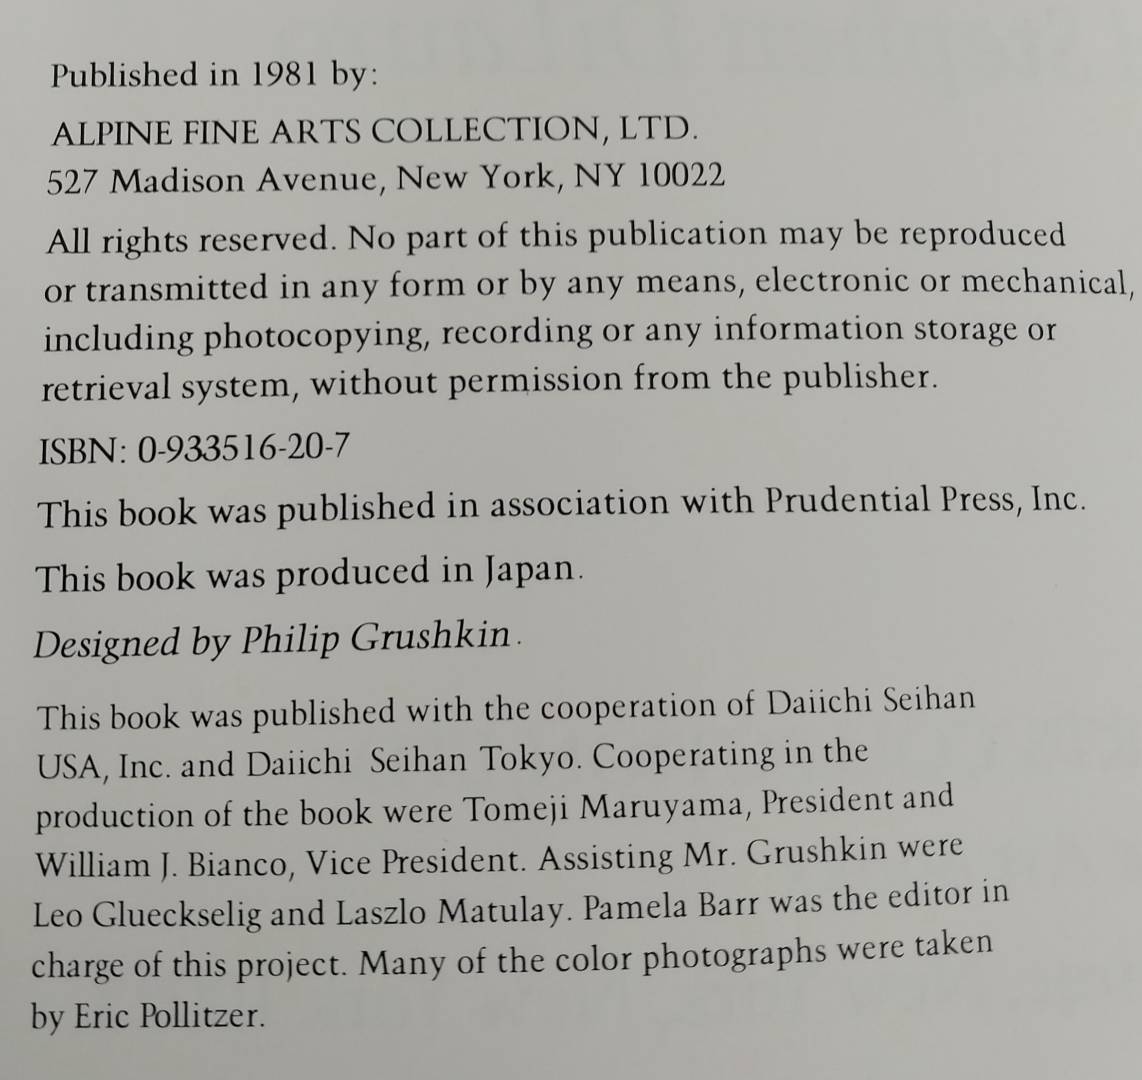 Published in 1981 by:
ALPINE FINE ARTS COLLECTION, LTD.
527 Madison Avenue, New York, NY 10022
All rights reserved. No part of this publication may be reproduced
or transmitted in any form or by any means, electronic or mechanical,
including photocopying, recording or any information storage or
retrieval system, without permission from the publisher.
ISBN: 0-933516-20-7
This book was published in association with Prudential Press, Inc.
This book was produced in Japan.
Designed by Philip Grushkin.
This book was published with the cooperation of Daiichi Seihan
USA, Inc. and Daiichi Seihan Tokyo. Cooperating in the
production of the book were Tomeji Maruyama, President and
William J. Bianco, Vice President. Assisting Mr. Grushkin were
Leo Glueckselig and Laszlo Matulay. Pamela Barr was the editor in
charge of this project. Many of the color photographs were taken
by Eric Pollitzer.